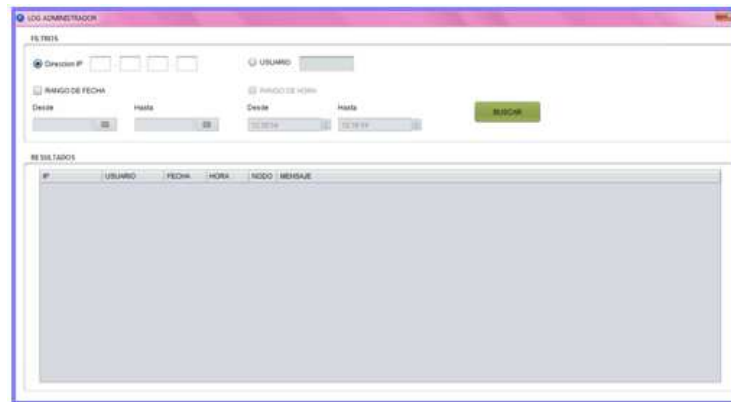 LOG ADMINISTRADOR
FILTROS
Direccion IP USUARIO
RANGO DE FECHA RANGO DE HORA
Desde Hasta Desde Hasta
BUSCAR
RESULTADOS
IP USUARIO FECHA HORA NODO MENSAJE